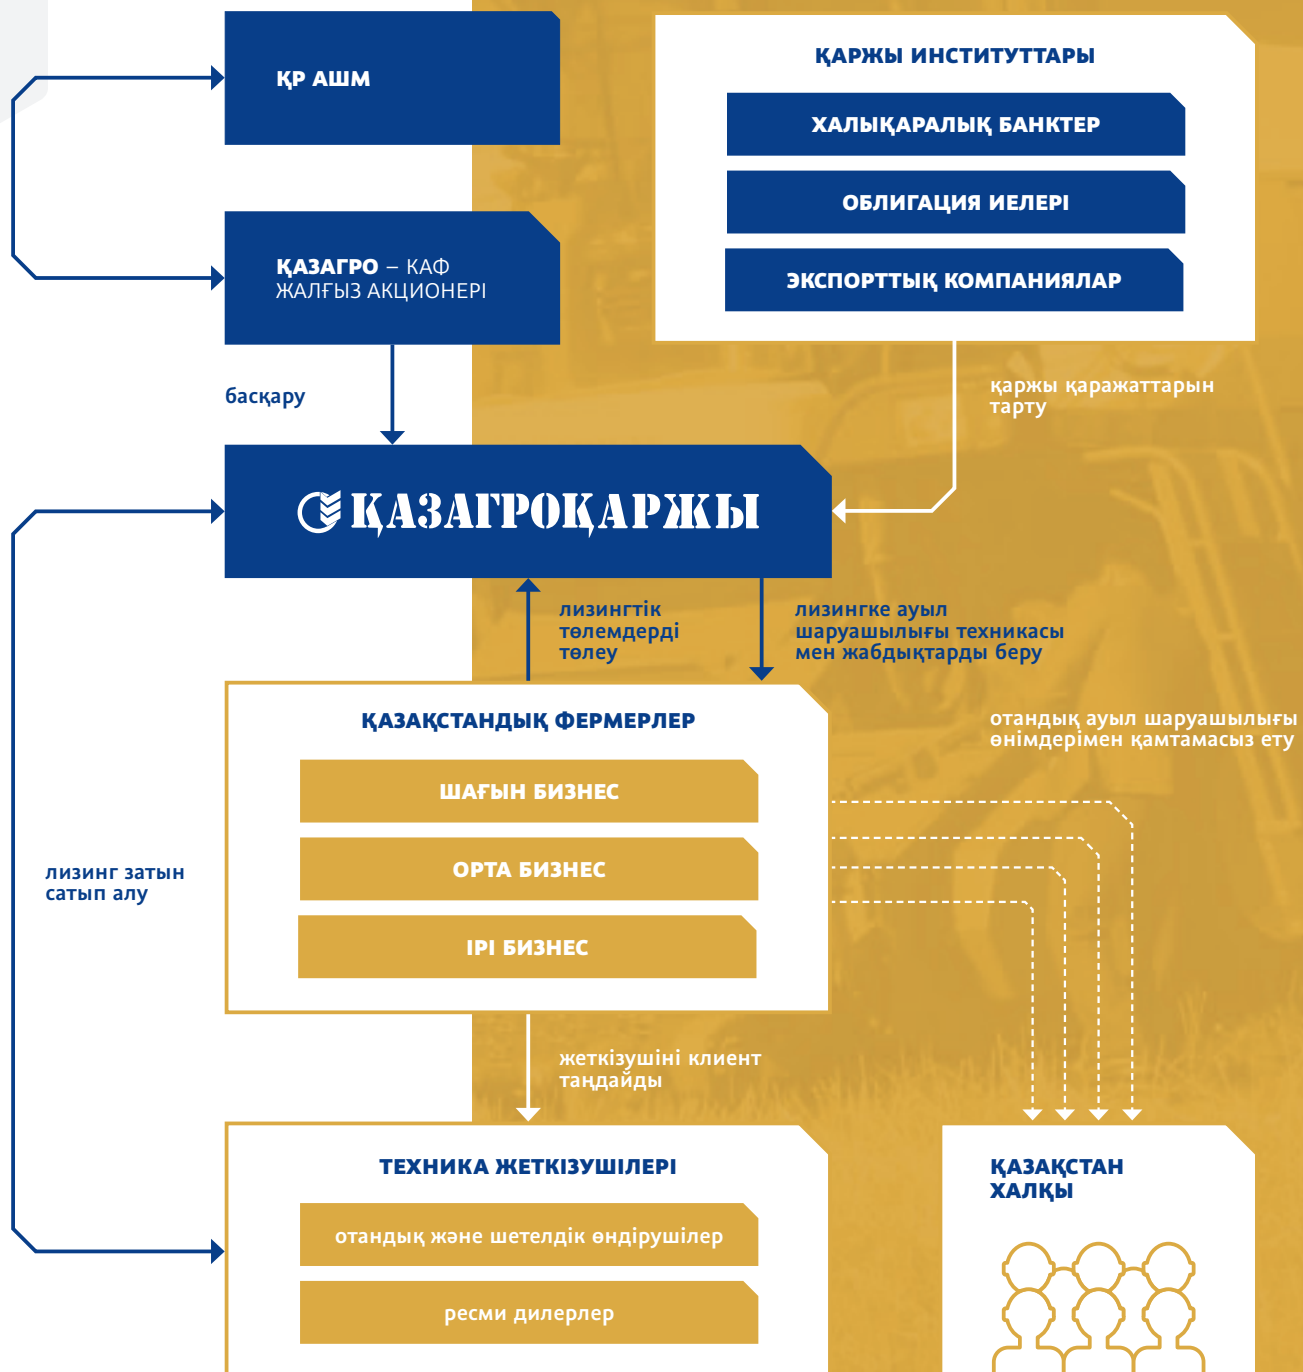 ҚР АШМ
ҚАЗАГРО – КАФ
ЖАЛҒЫЗ АКЦИОНЕРІ
ҚАРЖЫ ИНСТИТУТТАРЫ
ХАЛЫҚАРАЛЫҚ БАНКТЕР
ОБЛИГАЦИЯ ИЕЛЕРІ
ЭКСПОРТТЫҚ КОМПАНИЯЛАР
басқару
қаржы қаражаттарын
тарту
ҚАЗАГРОҚАРЖЫ
лизингтік
төлемдерді
төлеу
лизингке ауыл
шаруашылығы техникасы
мен жабдықтарды беру
ҚАЗАҚСТАНДЫҚ ФЕРМЕРЛЕР
ШАҒЫН БИЗНЕС
ОРТА БИЗНЕС
ІРІ БИЗНЕС
отандық ауыл шаруашылығы
өнімдерімен қамтамасыз ету
лизинг затын
сатып алу
жеткізушіні клиент
таңдайды
ТЕХНИКА ЖЕТКІЗУШІЛЕРІ
отандық және шетелдік өндірушілер
ресми дилерлер
ҚАЗАҚСТАН
ХАЛҚЫ